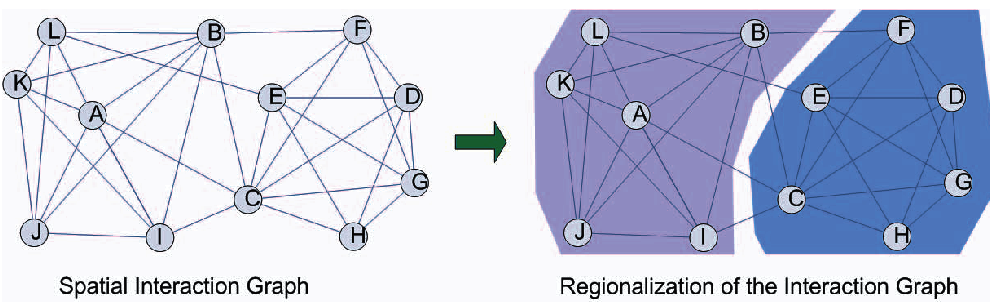 L B F
K E D
A
C G
J I H
Spatial Interaction Graph
L B F
K E D
A
C G
J I H
Regionalization of the Interaction Graph